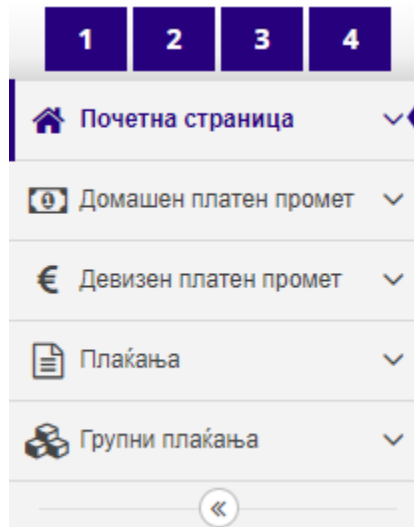 1 2 3 4
Почетна страница
Домашен платен промет
Девизен платен промет
Плаќања
Групни плаќања